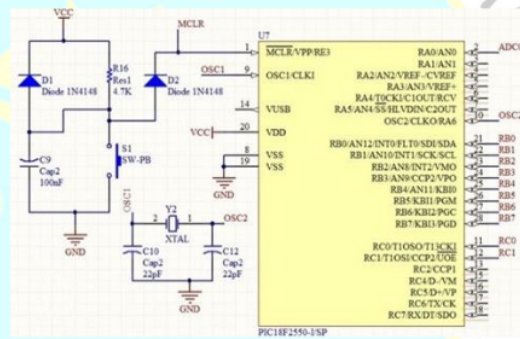 VCC
MCLR
U7
D1
Diode 1N4148
R16
Res1
4.7K
D2
Diode 1N4148
S1
SW-PB
C9
Cap2
100nF
GND
OSC1
VCC
GND
OSC1
Y2
2
1
OSC2
XTAL
C10
Cap2
22pF
C12
Cap2
22pF
GND
1
9
14
20
8
19
MCLR/VPP/RE3
OSC1/CLKI
VUSB
VDD
VSS
VSS
RA0/AN0
RA1/AN1
RA2/AN2/VREF-/CVREF
RA3/AN3/VREF+
RA4/T0CKI/C1OUT/RCV
RA5/AN4/SS/HLVDIN/C2OUT
OSC2/CLKO/RA6
RB0/AN12/INT0/FLT0/SDI/SDA
RB1/AN10/INT1/SCK/SCL
RB2/AN8/INT2/VMO
RB3/AN9/CCP2/VPO
RB4/AN11/KBI0
RB5/KBI1/PGM
RB6/KBI2/PGC
RB7/KBI3/PGD
RC0/T1OSO/T13CKI
RC1/T1OSI/CCP2/UOE
RC2/CCP1
RC4/D-/VM
RC5/D+/VP
RC6/TX/CK
RC7/RX/DT/SDO
RB0
RB1
RB2
RB3
RB4
RB5
RB6
RB7
RC0
RC1
PIC18F2550-I/SP